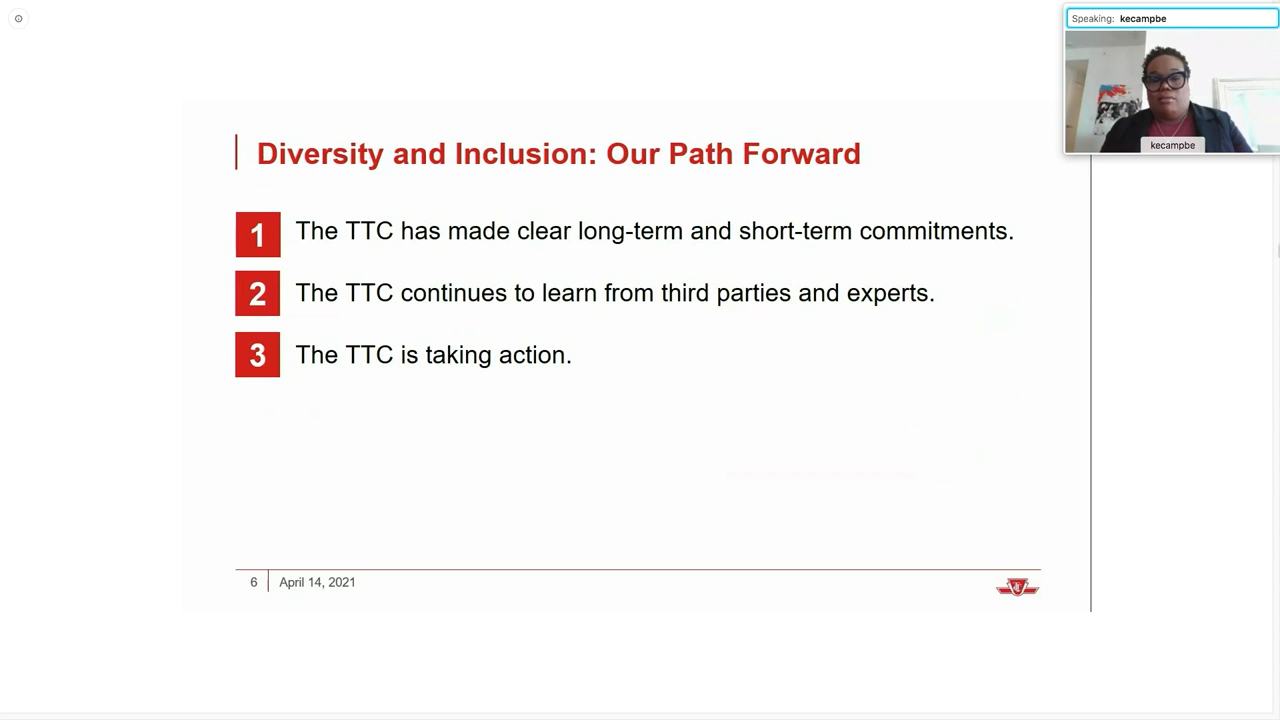 Speaking: kecampbe
kecampbe
Diversity and Inclusion: Our Path Forward
1 The TTC has made clear long-term and short-term commitments.
2 The TTC continues to learn from third parties and experts.
3 The TTC is taking action.
6 April 14, 2021